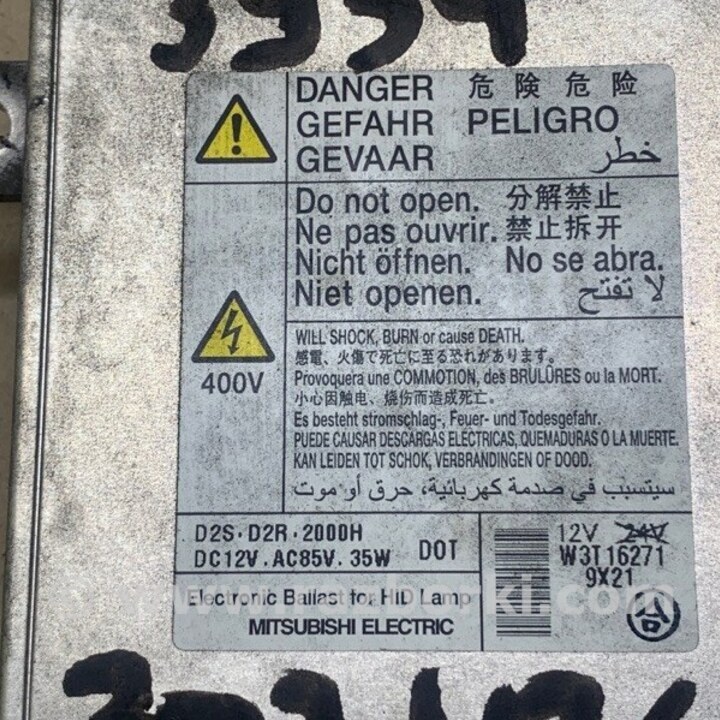 3939
DANGER 危険 危险
GEFAHR PELIGRO
GEVAAR خطر
Do not open. 分解禁止
Ne pas ouvrir. 禁止拆开
Nicht öffnen. No se abra.
Niet openen. لا تفتح
400V
WILL SHOCK, BURN or cause DEATH.
感電、火傷で死亡に至る恐れがあります。
Provoquera une COMMOTION, des BRULÛRES ou la MORT.
小心因触电、烧伤而造成死亡。
Es besteht stromschlag-, Feuer- und Todesgefahr.
PUEDE CAUSAR DESCARGAS ELÉCTRICAS, QUEMADURAS O LA MUERTE.
KAN LEIDEN TOT SCHOK, VERBRANDINGEN OF DOOD.
سيتسبب في صدمة كهربائية، حرق أو موت
D2S·D2R·2000H
DC12V.AC85V.35W DOT
12V 24V
W3T16271
9X21
Electronic Ballast for HID Lamp
MITSUBISHI ELECTRIC
合